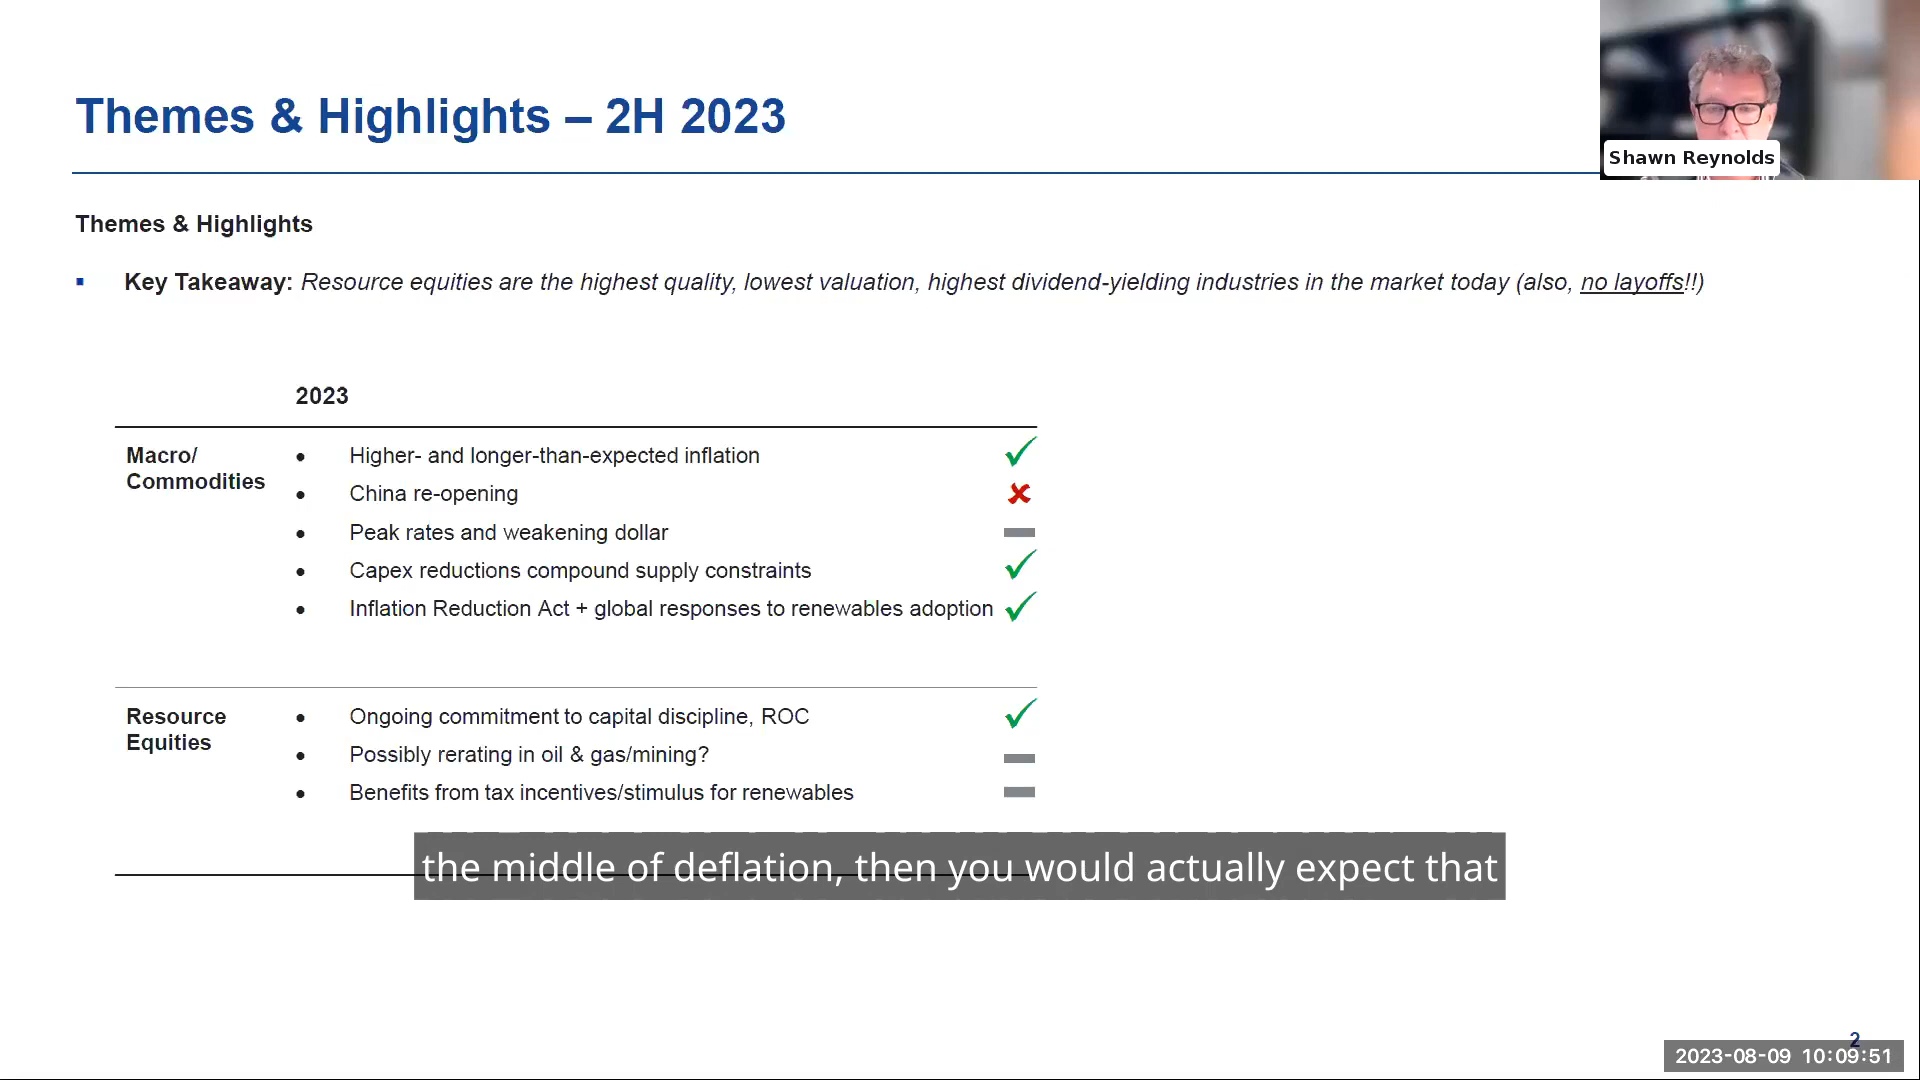 Themes & Highlights – 2H 2023
Shawn Reynolds
Themes & Highlights
Key Takeaway: Resource equities are the highest quality, lowest valuation, highest dividend-yielding industries in the market today (also, no layoffs!!)
2023
Macro/
Commodities
Higher- and longer-than-expected inflation
China re-opening
Peak rates and weakening dollar
Capex reductions compound supply constraints
Inflation Reduction Act + global responses to renewables adoption
Resource
Equities
Ongoing commitment to capital discipline, ROC
Possibly rerating in oil & gas/mining?
Benefits from tax incentives/stimulus for renewables
the middle of deflation, then you would actually expect that
2
2023-08-09 10:09:51